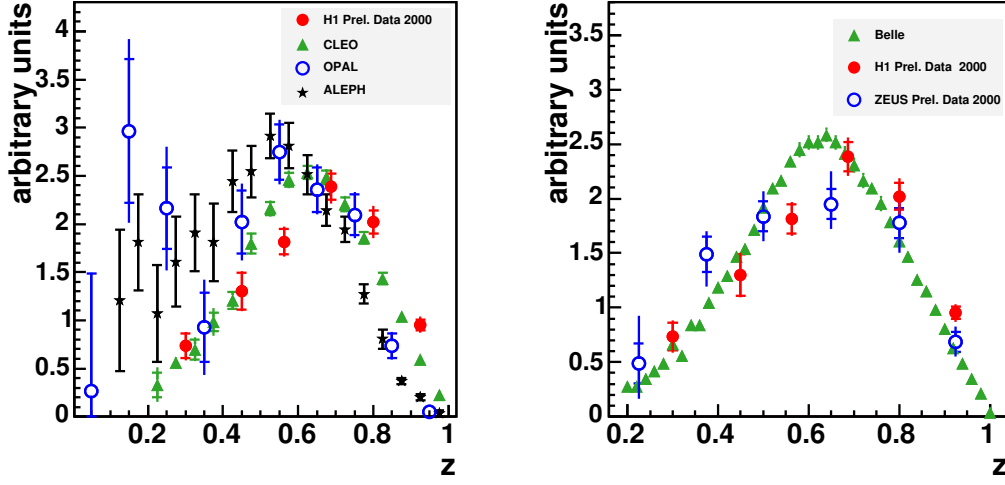 arbitrary units
4
3.5
3
2.5
2
1.5
1
0.5
0
0.2 0.4 0.6 0.8 1
z
H1 Prel. Data 2000
CLEO
OPAL
ALEPH
arbitrary units
3.5
3
2.5
2
1.5
1
0.5
0
0.2 0.4 0.6 0.8 1
z
Belle
H1 Prel. Data 2000
ZEUS Prel. Data 2000